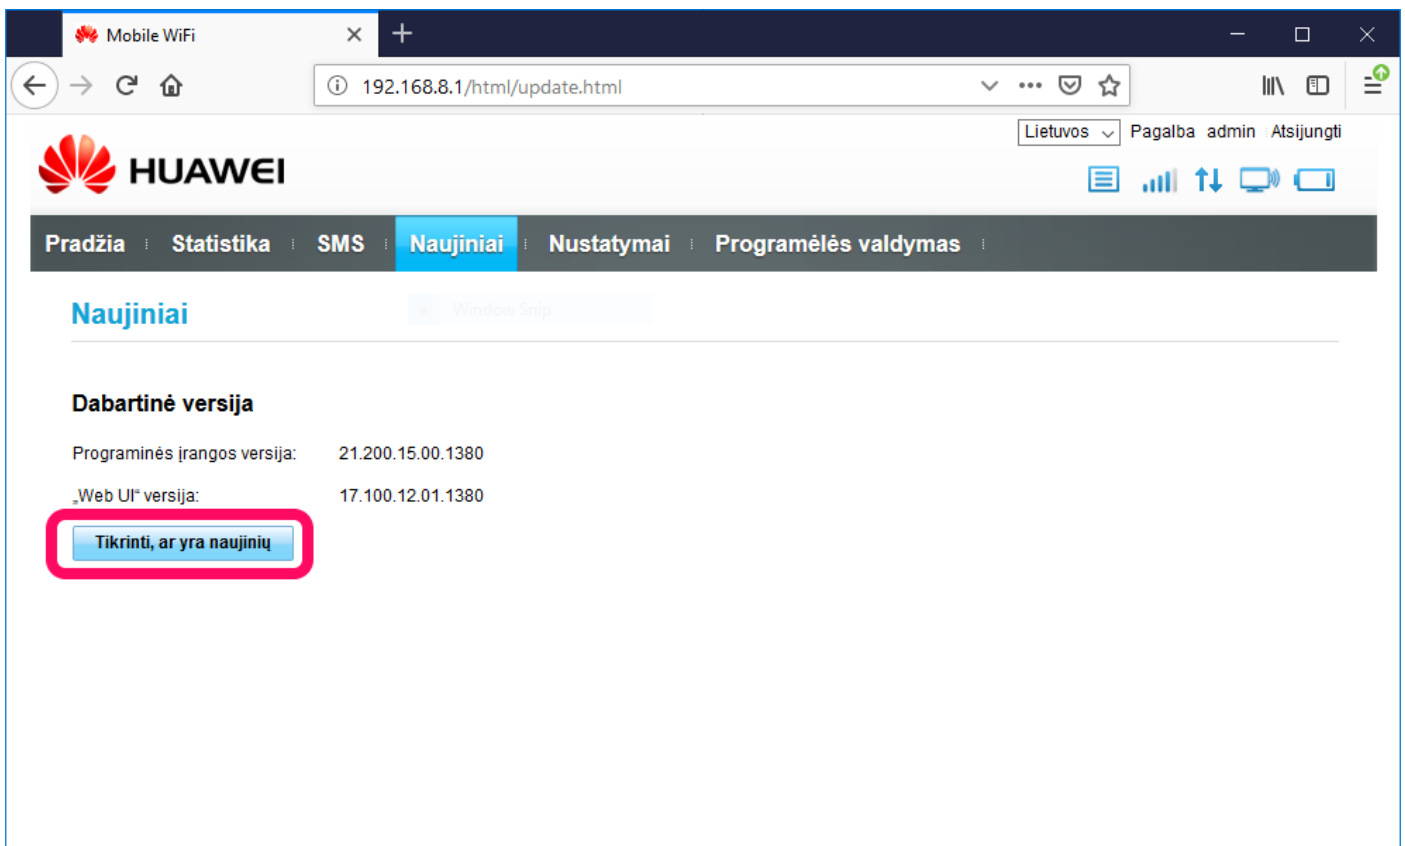 Mobile WiFi
192.168.8.1/html/update.html
Lietuvos Pagalba admin Atsijungti
HUAWEI
Pradžia Statistika SMS Naujiniai Nustatymai Programėlės valdymas
Naujiniai
Window Snip
Dabartinė versija
Programinės įrangos versija: 21.200.15.00.1380
„Web UI“ versija: 17.100.12.01.1380
Tikrinti, ar yra naujinių